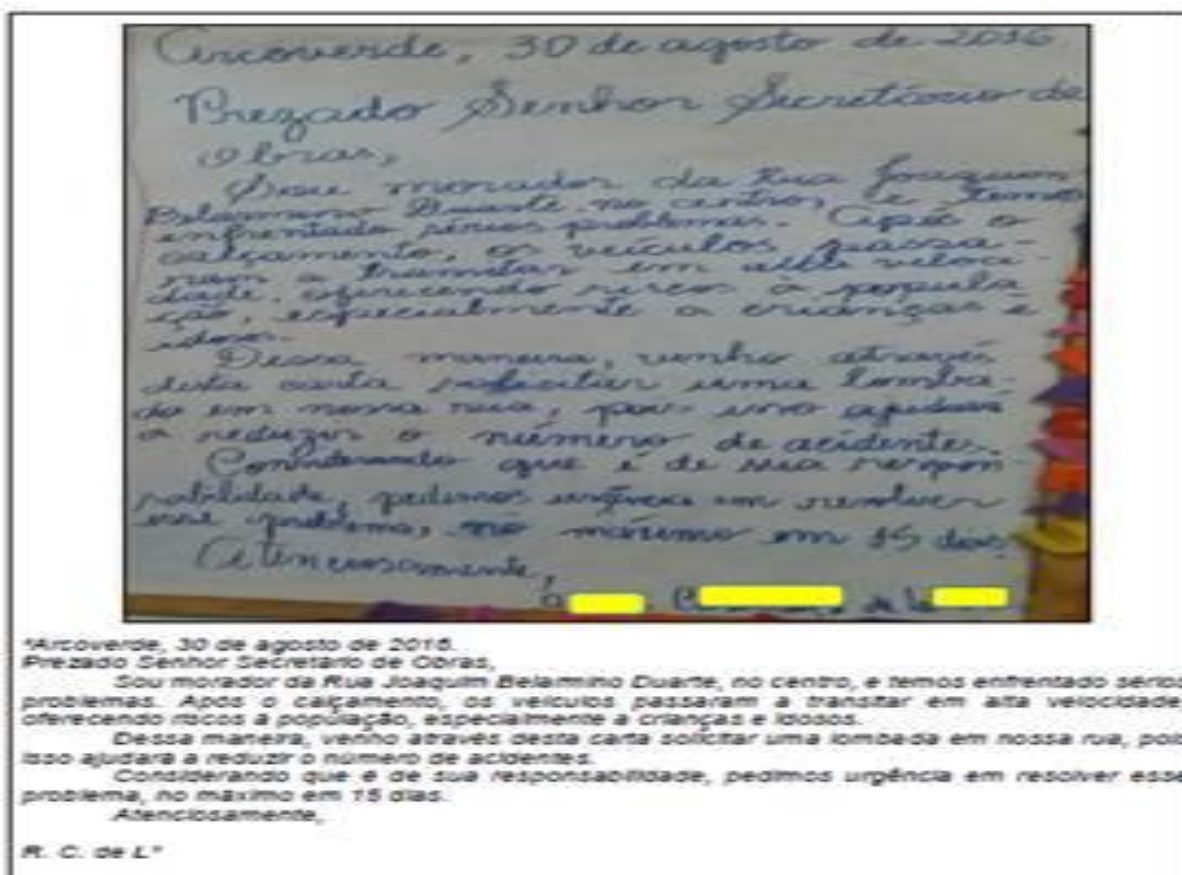 Arcoverde, 30 de agosto de 2016
Prezado Senhor Secretário de
Obras,
Sou morador da Rua Joaquim
Belarmino Duarte, no centro, e temos
enfrentado sérios problemas. Após o
calçamento, os veículos passa-
ram a transitar em alta veloci-
dade, oferecendo riscos à popula
ção, especialmente a crianças e
idosos.
Dessa maneira, venho através
desta carta solicitar uma lomba-
da em nossa rua, pois isso ajudará
a reduzir o número de acidentes.
Considerando que é de sua respon-
sabilidade, pedimos urgência em resolver
esse problema, no máximo em 15 dias.
Atenciosamente,
"Arcoverde, 30 de agosto de 2016.
Prezado Senhor Secretário de Obras,
Sou morador da Rua Joaquim Belarmino Duarte, no centro, e temos enfrentado sérios
problemas. Após o calçamento, os veículos passaram a transitar em alta velocidade,
oferecendo riscos à população, especialmente a crianças e idosos.
Dessa maneira, venho através desta carta solicitar uma lombada em nossa rua, pois
isso ajudará a reduzir o número de acidentes.
Considerando que é de sua responsabilidade, pedimos urgência em resolver esse
problema, no máximo em 15 dias.
Atenciosamente,
R. C. de L"